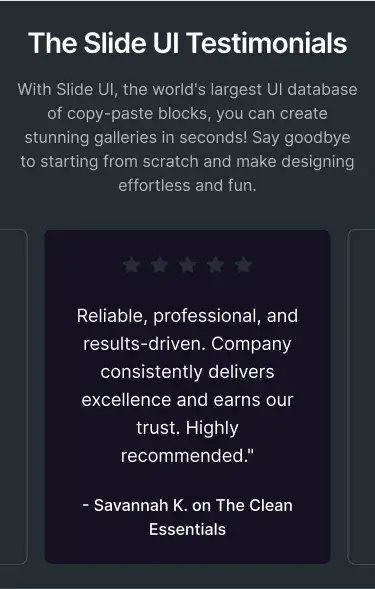 The Slide UI Testimonials
With Slide UI, the world's largest UI database
of copy-paste blocks, you can create
stunning galleries in seconds! Say goodbye
to starting from scratch and make designing
effortless and fun.
Reliable, professional, and
results-driven. Company
consistently delivers
excellence and earns our
trust. Highly
recommended."
- Savannah K. on The Clean
Essentials